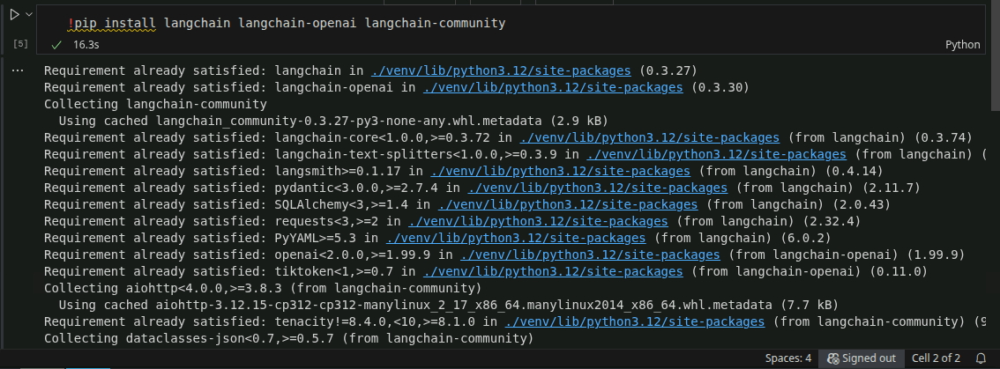 !pip install langchain langchain-openai langchain-community
[5]
16.3s
Python
Requirement already satisfied: langchain in ./venv/lib/python3.12/site-packages (0.3.27)
Requirement already satisfied: langchain-openai in ./venv/lib/python3.12/site-packages (0.3.30)
Collecting langchain-community
  Using cached langchain_community-0.3.27-py3-none-any.whl.metadata (2.9 kB)
Requirement already satisfied: langchain-core<1.0.0,>=0.3.72 in ./venv/lib/python3.12/site-packages (from langchain) (0.3.74)
Requirement already satisfied: langchain-text-splitters<1.0.0,>=0.3.9 in ./venv/lib/python3.12/site-packages (from langchain) (
Requirement already satisfied: langsmith>=0.1.17 in ./venv/lib/python3.12/site-packages (from langchain) (0.4.14)
Requirement already satisfied: pydantic<3.0.0,>=2.7.4 in ./venv/lib/python3.12/site-packages (from langchain) (2.11.7)
Requirement already satisfied: SQLAlchemy<3,>=1.4 in ./venv/lib/python3.12/site-packages (from langchain) (2.0.43)
Requirement already satisfied: requests<3,>=2 in ./venv/lib/python3.12/site-packages (from langchain) (2.32.4)
Requirement already satisfied: PyYAML>=5.3 in ./venv/lib/python3.12/site-packages (from langchain) (6.0.2)
Requirement already satisfied: openai<2.0.0,>=1.99.9 in ./venv/lib/python3.12/site-packages (from langchain-openai) (1.99.9)
Requirement already satisfied: tiktoken<1,>=0.7 in ./venv/lib/python3.12/site-packages (from langchain-openai) (0.11.0)
Collecting aiohttp<4.0.0,>=3.8.3 (from langchain-community)
  Using cached aiohttp-3.12.15-cp312-cp312-manylinux_2_17_x86_64.manylinux2014_x86_64.whl.metadata (7.7 kB)
Requirement already satisfied: tenacity!=8.4.0,<10,>=8.1.0 in ./venv/lib/python3.12/site-packages (from langchain-community) (9
Collecting dataclasses-json<0.7,>=0.5.7 (from langchain-community)
Spaces: 4
Signed out
Cell 2 of 2